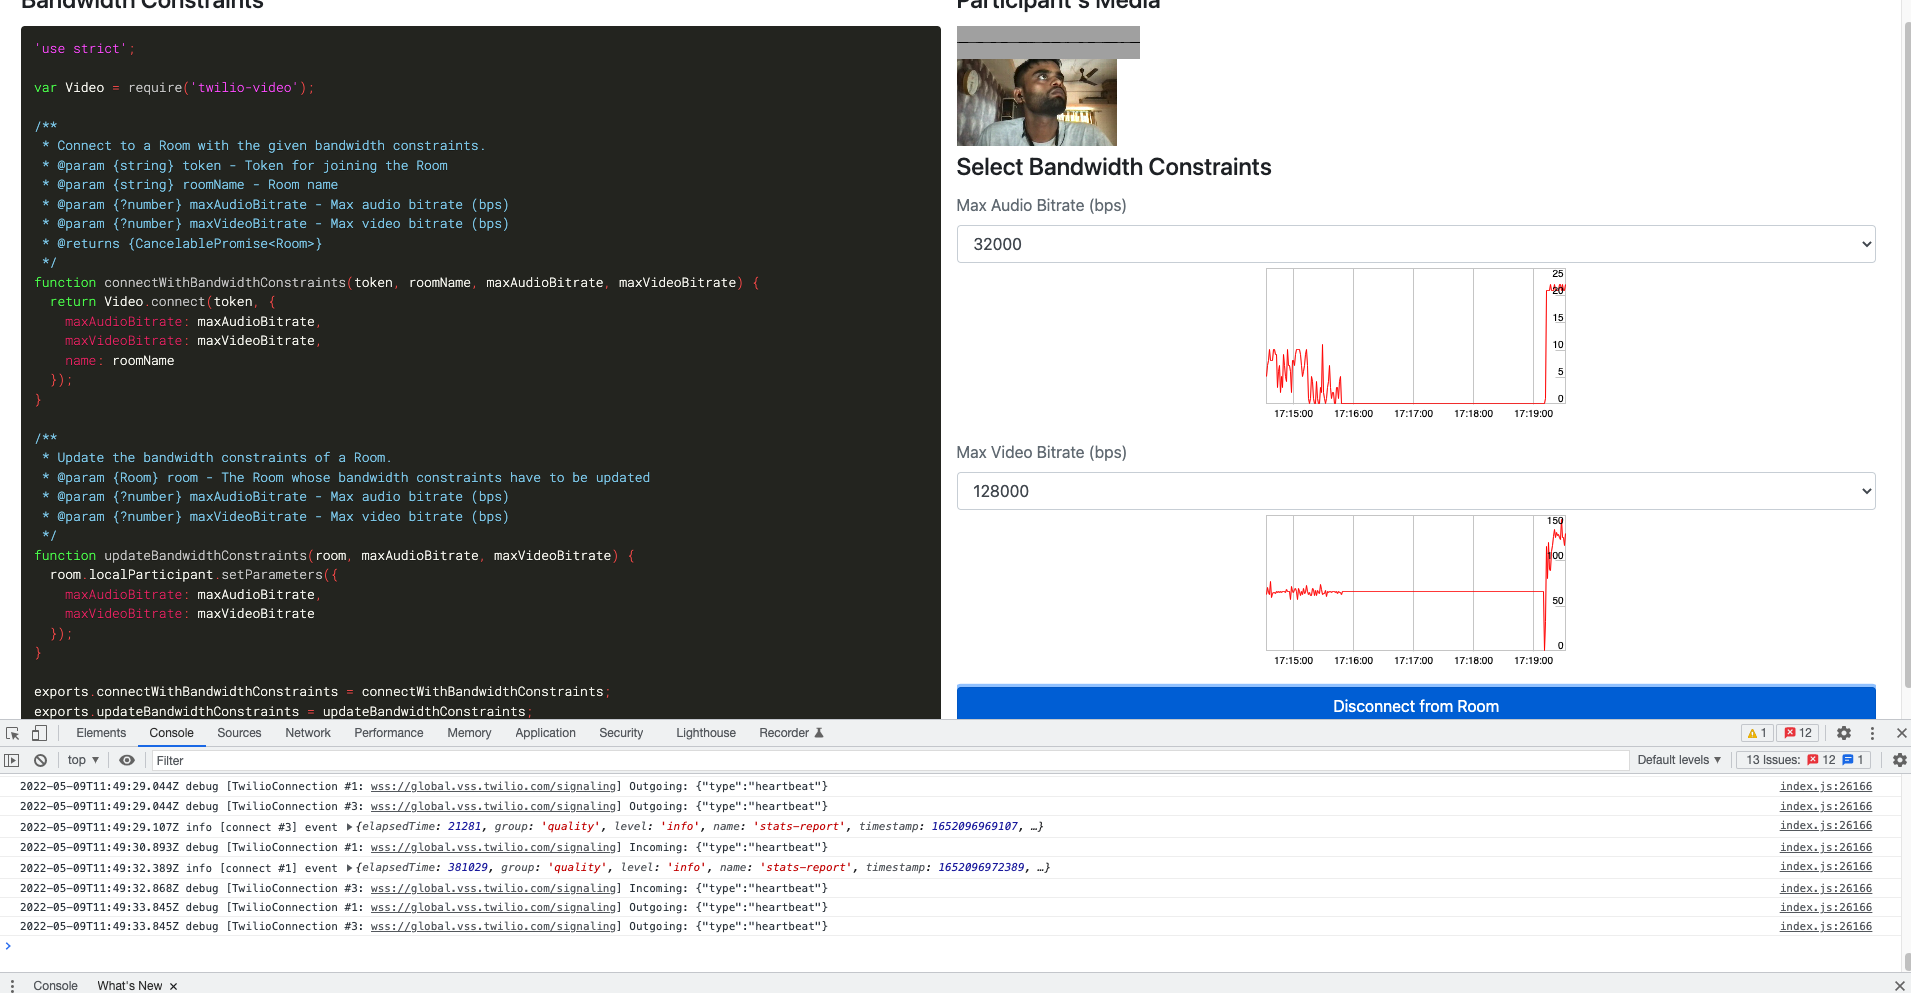 Bandwidth Constraints
'use strict';
var Video = require('twilio-video');
/**
* Connect to a Room with the given bandwidth constraints.
* @param {string} token - Token for joining the Room
* @param {string} roomName - Room name
* @param {?number} maxAudioBitrate - Max audio bitrate (bps)
* @param {?number} maxVideoBitrate - Max video bitrate (bps)
* @returns {CancelablePromise<Room>}
*/
function connectWithBandwidthConstraints(token, roomName, maxAudioBitrate, maxVideoBitrate) {
return Video.connect(token, {
maxAudioBitrate: maxAudioBitrate,
maxVideoBitrate: maxVideoBitrate,
name: roomName
});
}
/**
* Update the bandwidth constraints of a Room.
* @param {Room} room - The Room whose bandwidth constraints have to be updated
* @param {?number} maxAudioBitrate - Max audio bitrate (bps)
* @param {?number} maxVideoBitrate - Max video bitrate (bps)
*/
function updateBandwidthConstraints(room, maxAudioBitrate, maxVideoBitrate) {
room.localParticipant.setParameters({
maxAudioBitrate: maxAudioBitrate,
maxVideoBitrate: maxVideoBitrate
});
}
exports.connectWithBandwidthConstraints = connectWithBandwidthConstraints;
exports.updateBandwidthConstraints = updateBandwidthConstraints;
Participant's Media
Select Bandwidth Constraints
Max Audio Bitrate (bps)
32000
25
20
15
10
5
0
17:15:00 17:16:00 17:17:00 17:18:00 17:19:00
Max Video Bitrate (bps)
128000
150
100
50
0
17:15:00 17:16:00 17:17:00 17:18:00 17:19:00
Disconnect from Room
Elements Console Sources Network Performance Memory Application Security Lighthouse Recorder 1 12
top Filter Default levels 13 Issues: 12 1
2022-05-09T11:49:29.044Z debug [TwilioConnection #1: wss://global.vss.twilio.com/signaling] Outgoing: {"type":"heartbeat"} index.js:26166
2022-05-09T11:49:29.044Z debug [TwilioConnection #3: wss://global.vss.twilio.com/signaling] Outgoing: {"type":"heartbeat"} index.js:26166
2022-05-09T11:49:29.107Z info [connect #3] event {elapsedTime: 21281, group: 'quality', level: 'info', name: 'stats-report', timestamp: 1652096969107, …} index.js:26166
2022-05-09T11:49:30.893Z debug [TwilioConnection #1: wss://global.vss.twilio.com/signaling] Incoming: {"type":"heartbeat"} index.js:26166
2022-05-09T11:49:32.389Z info [connect #1] event {elapsedTime: 381029, group: 'quality', level: 'info', name: 'stats-report', timestamp: 1652096972389, …} index.js:26166
2022-05-09T11:49:32.868Z debug [TwilioConnection #3: wss://global.vss.twilio.com/signaling] Incoming: {"type":"heartbeat"} index.js:26166
2022-05-09T11:49:33.845Z debug [TwilioConnection #1: wss://global.vss.twilio.com/signaling] Outgoing: {"type":"heartbeat"} index.js:26166
2022-05-09T11:49:33.845Z debug [TwilioConnection #3: wss://global.vss.twilio.com/signaling] Outgoing: {"type":"heartbeat"} index.js:26166
Console What's New